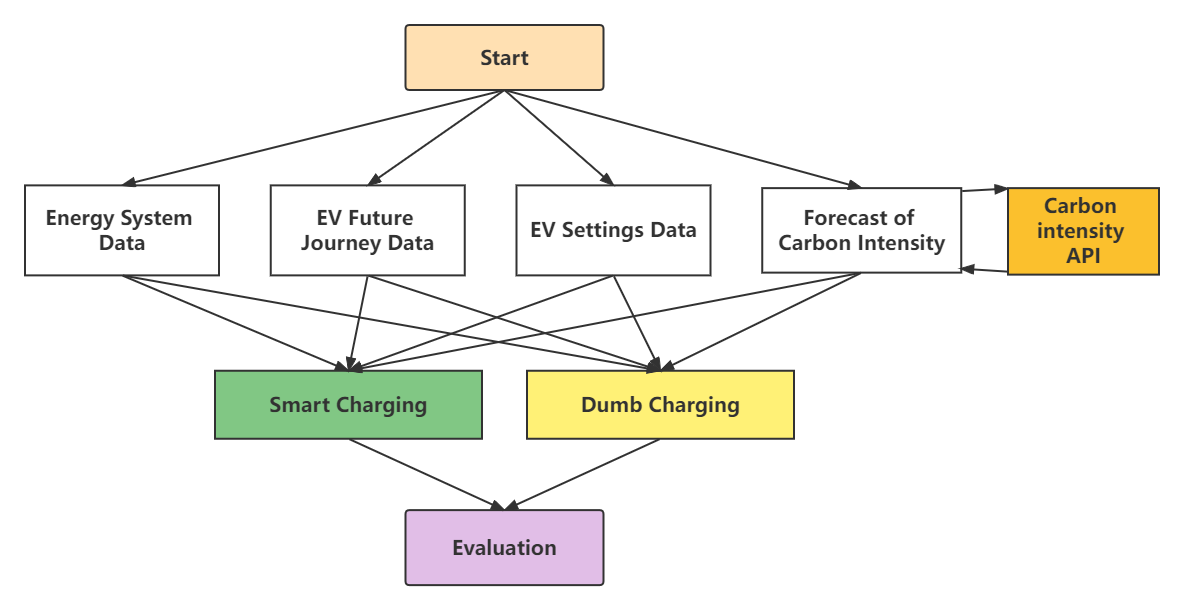 Start
Energy System
Data
EV Future
Journey Data
EV Settings Data
Forecast of
Carbon Intensity
Carbon
intensity
API
Smart Charging
Dumb Charging
Evaluation